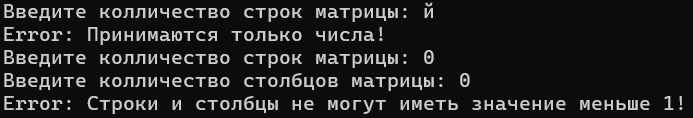 Введите колличество строк матрицы: й
Error: Принимаются только числа!
Введите колличество строк матрицы: 0
Введите колличество столбцов матрицы: 0
Error: Строки и столбцы не могут иметь значение меньше 1!